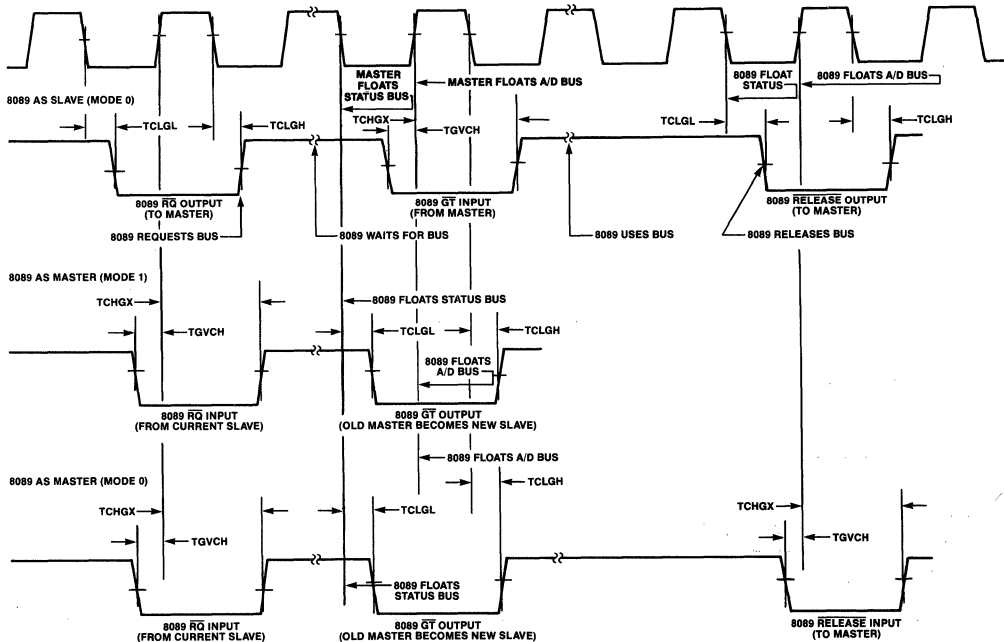 MASTER
FLOATS
STATUS BUS
MASTER FLOATS A/D BUS
8089 FLOAT
STATUS
8089 FLOATS A/D BUS
8089 AS SLAVE (MODE 0)
TCLGL
TCLGH
TCHGX
TGVCH
TCLGL
TCLGH
8089 RQ OUTPUT
(TO MASTER)
8089 GT INPUT
(FROM MASTER)
8089 RELEASE OUTPUT
(TO MASTER)
8089 REQUESTS BUS
8089 WAITS FOR BUS
8089 USES BUS
8089 RELEASES BUS
8089 AS MASTER (MODE 1)
TCHGX
8089 FLOATS STATUS BUS
TGVCH
TCLGL
TCLGH
8089 FLOATS
A/D BUS
8089 RQ INPUT
(FROM CURRENT SLAVE)
8089 GT OUTPUT
(OLD MASTER BECOMES NEW SLAVE)
8089 FLOATS A/D BUS
8089 AS MASTER (MODE 0)
TCLGH
TCHGX
TCLGL
TCHGX
TGVCH
TGVCH
8089 FLOATS
STATUS BUS
8089 RQ INPUT
(FROM CURRENT SLAVE)
8089 GT OUTPUT
(OLD MASTER BECOMES NEW SLAVE)
8089 RELEASE INPUT
(TO MASTER)